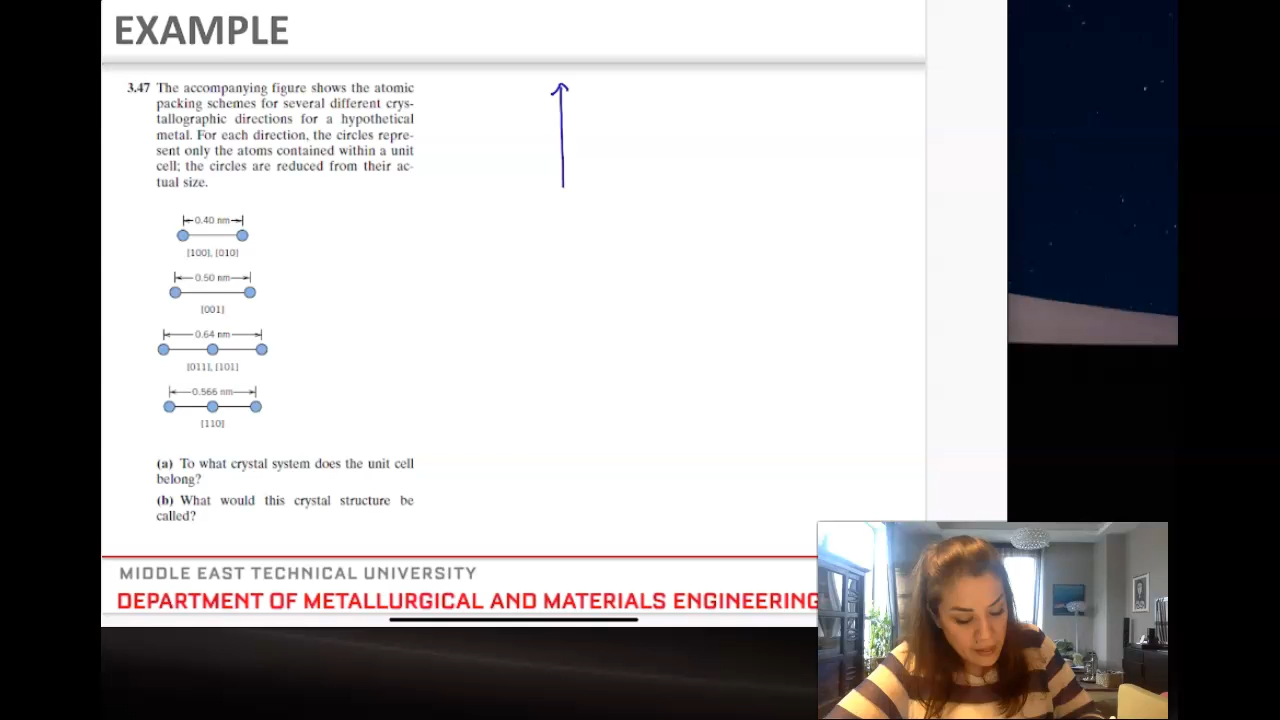 EXAMPLE
3.47 The accompanying figure shows the atomic
packing schemes for several different crys-
tallographic directions for a hypothetical
metal. For each direction, the circles repre-
sent only the atoms contained within a unit
cell; the circles are reduced from their ac-
tual size.
0.40 nm
[100], [010]
0.50 nm
[001]
0.64 nm
[011], [101]
0.566 nm
[110]
(a) To what crystal system does the unit cell
belong?
(b) What would this crystal structure be
called?
MIDDLE EAST TECHNICAL UNIVERSITY
DEPARTMENT OF METALLURGICAL AND MATERIALS ENGINEERING